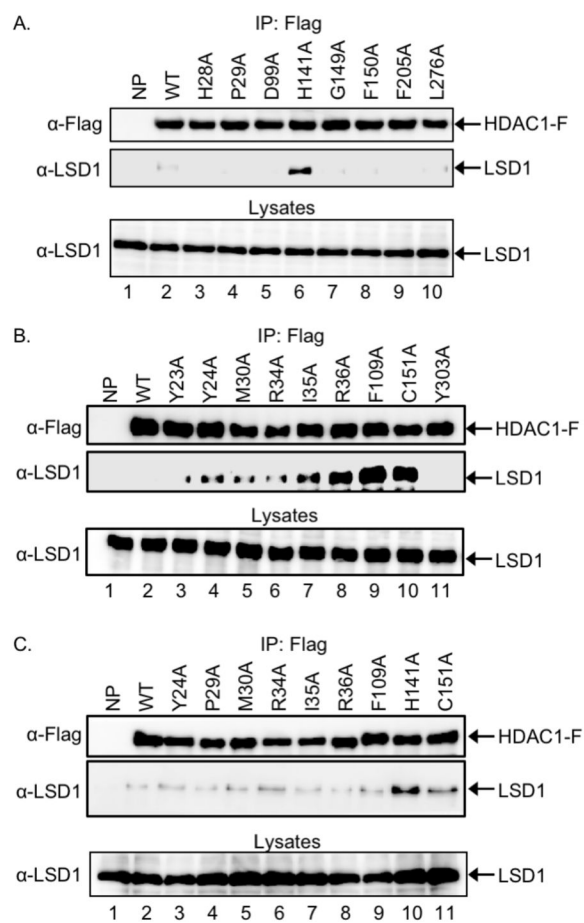 A.
IP: Flag
NP WT H28A P29A D99A H141A G149A F150A F205A L276A
α-Flag HDAC1-F
α-LSD1 LSD1
Lysates
α-LSD1 LSD1
1 2 3 4 5 6 7 8 9 10
B.
IP: Flag
NP WT Y23A Y24A M30A R34A I35A R36A F109A C151A Y303A
α-Flag HDAC1-F
α-LSD1 LSD1
Lysates
α-LSD1 LSD1
1 2 3 4 5 6 7 8 9 10 11
C.
IP: Flag
NP WT Y24A P29A M30A R34A I35A R36A F109A H141A C151A
α-Flag HDAC1-F
α-LSD1 LSD1
Lysates
α-LSD1 LSD1
1 2 3 4 5 6 7 8 9 10 11